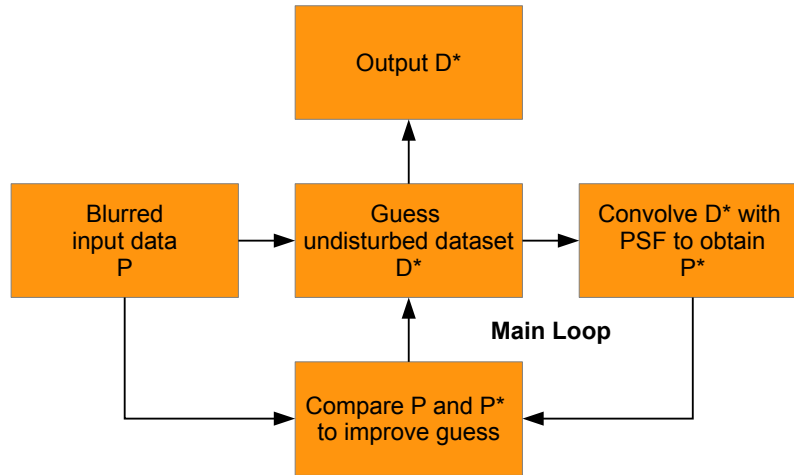 Output D*
Blurred
input data
P
Guess
undisturbed dataset
D*
Convolve D* with
PSF to obtain
P*
Main Loop
Compare P and P*
to improve guess